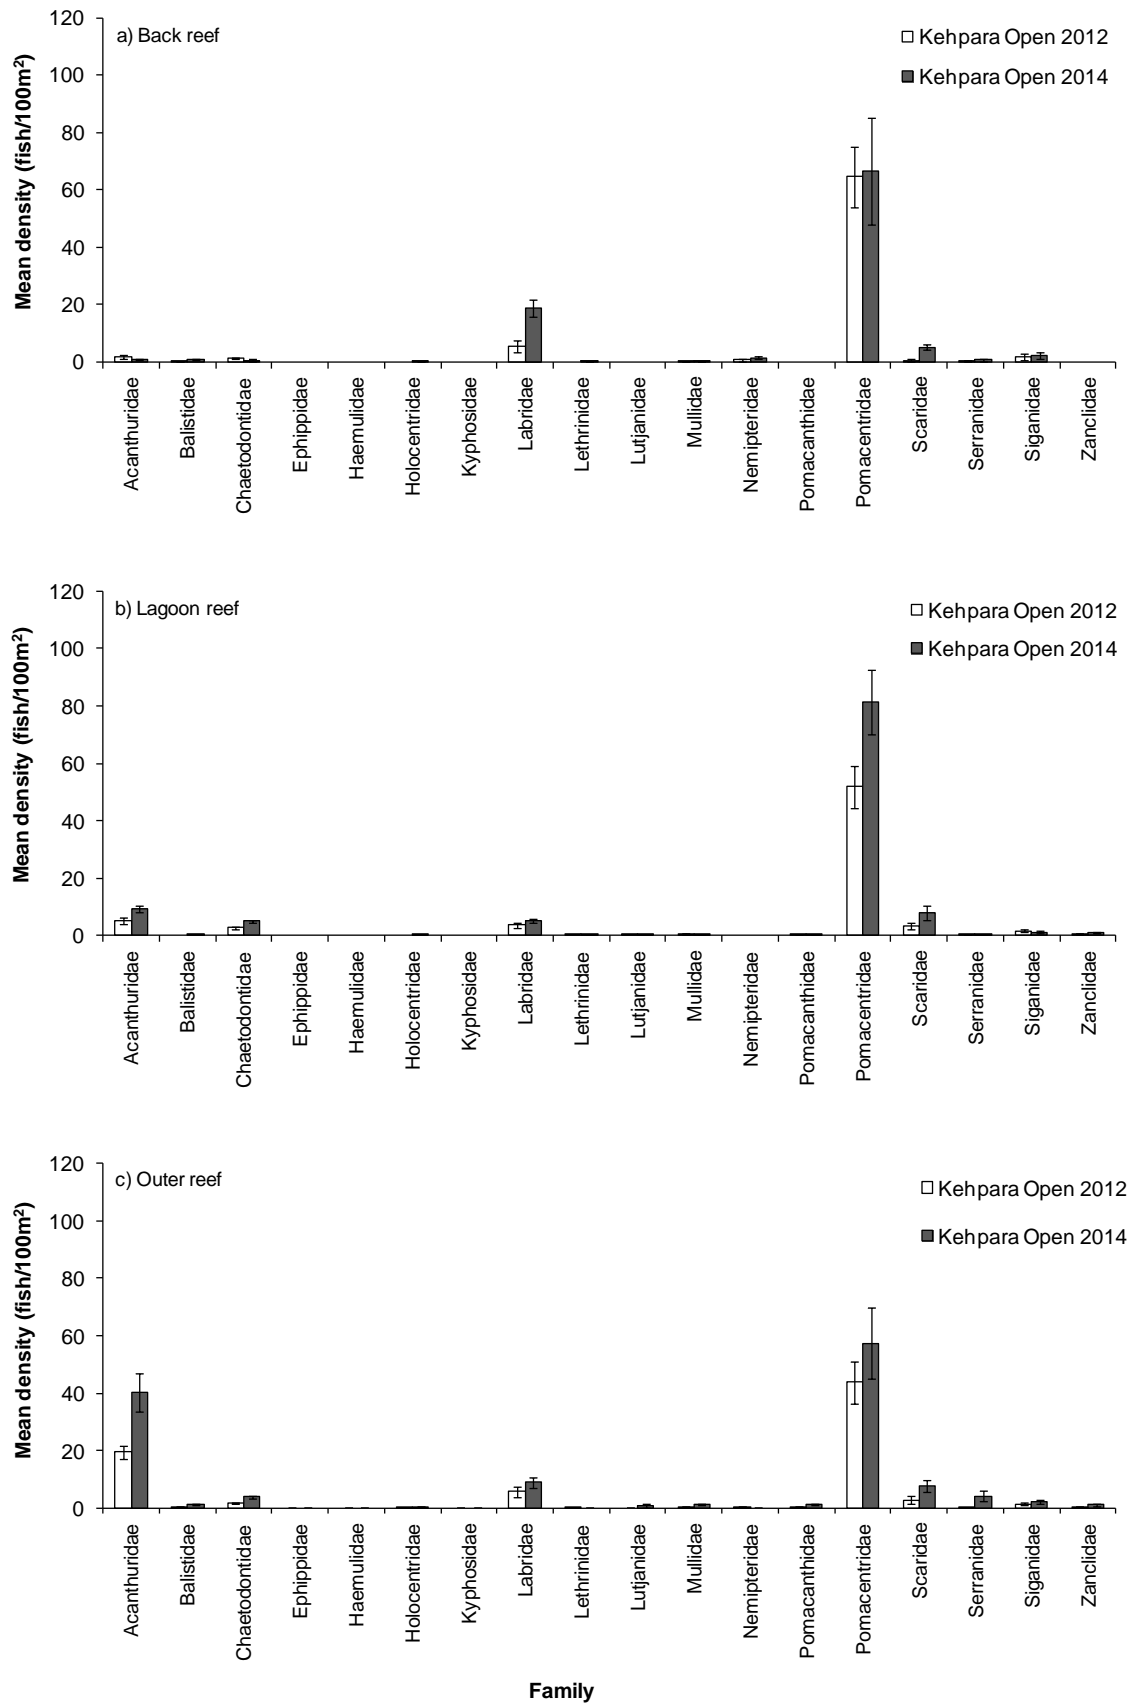 a) Back reef
Kehpara Open 2012
Kehpara Open 2014
Mean density (fish/100m²)
120
100
80
60
40
20
0
Acanthuridae
Balistidae
Chaetodontidae
Ephippidae
Haemulidae
Holocentridae
Kyphosidae
Labridae
Lethrinidae
Lutjanidae
Mullidae
Nemipteridae
Pomacanthidae
Pomacentridae
Scaridae
Serranidae
Siganidae
Zanclidae
b) Lagoon reef
Kehpara Open 2012
Kehpara Open 2014
Mean density (fish/100m²)
120
100
80
60
40
20
0
Acanthuridae
Balistidae
Chaetodontidae
Ephippidae
Haemulidae
Holocentridae
Kyphosidae
Labridae
Lethrinidae
Lutjanidae
Mullidae
Nemipteridae
Pomacanthidae
Pomacentridae
Scaridae
Serranidae
Siganidae
Zanclidae
c) Outer reef
Kehpara Open 2012
Kehpara Open 2014
Mean density (fish/100m²)
120
100
80
60
40
20
0
Acanthuridae
Balistidae
Chaetodontidae
Ephippidae
Haemulidae
Holocentridae
Kyphosidae
Labridae
Lethrinidae
Lutjanidae
Mullidae
Nemipteridae
Pomacanthidae
Pomacentridae
Scaridae
Serranidae
Siganidae
Zanclidae
Family